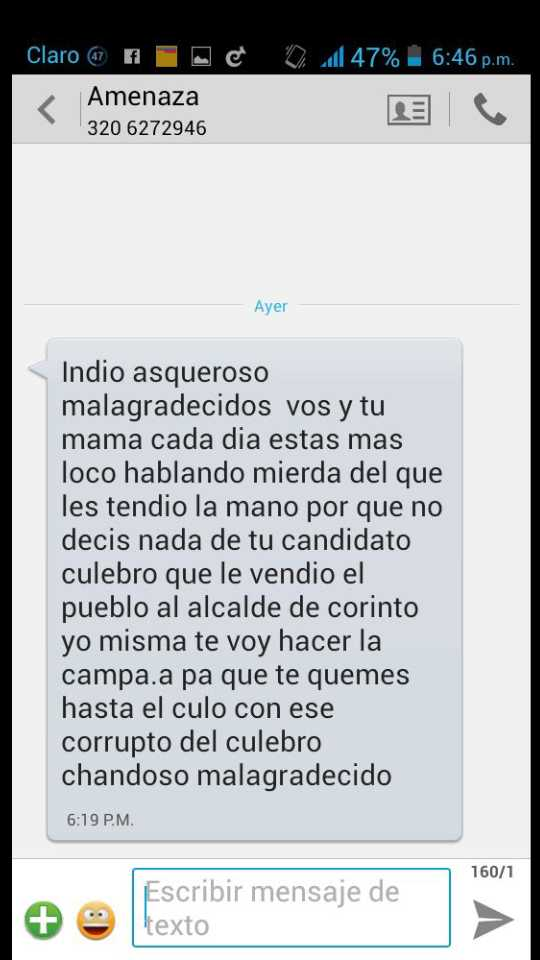 Claro 47 47% 6:46 p.m.
Amenaza
320 6272946
Ayer
Indio asqueroso
malagradecidos vos y tu
mama cada dia estas mas
loco hablando mierda del que
les tendio la mano por que no
decis nada de tu candidato
culebro que le vendio el
pueblo al alcalde de corinto
yo misma te voy hacer la
campa.a pa que te quemes
hasta el culo con ese
corrupto del culebro
chandoso malagradecido
6:19 P.M.
160/1
Escribir mensaje de
texto